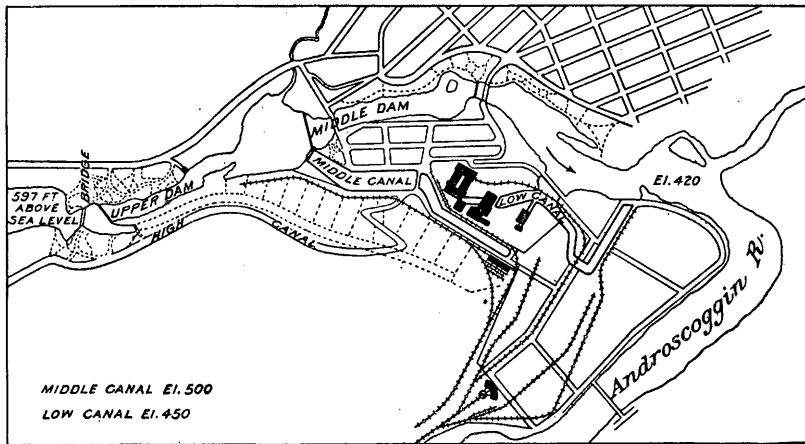 MIDDLE DAM
BRIDGE
597 FT
ABOVE
SEA LEVEL
UPPER DAM
HIGH
CANAL
MIDDLE CANAL
LOW CANAL
El. 420
Androscoggin R.
MIDDLE CANAL El. 500
LOW CANAL El. 450